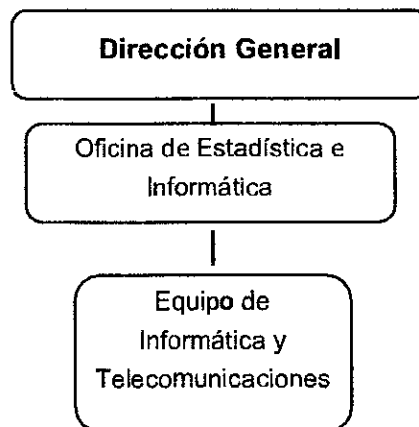 Dirección General
Oficina de Estadística e
Informática
Equipo de
Informática y
Telecomunicaciones